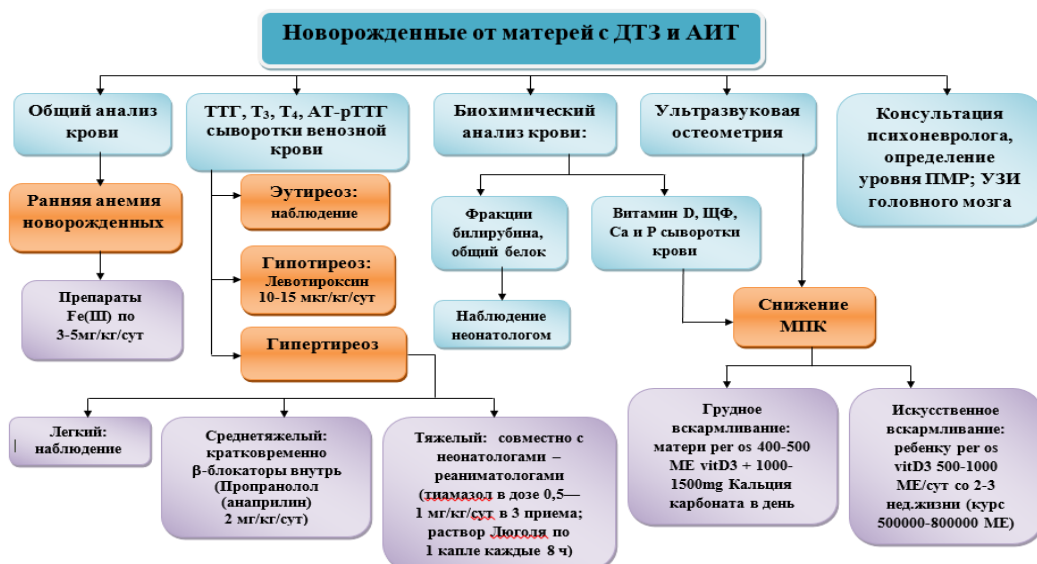 Новорожденные от матерей с ДТЗ и АИТ
Общий анализ
крови
ТТГ, Т3, Т4, АТ-рТТГ
сыворотки венозной
крови
Биохимический
анализ крови:
Ультразвуковая
остеометрия
Консультация
психоневролога,
определение
уровня ПМР; УЗИ
головного мозга
Ранняя анемия
новорожденных
Эутиреоз:
наблюдение
Фракции
билирубина,
общий белок
Витамин D, ЩФ,
Ca и P сыворотки
крови
Препараты
Fe(III) по
3-5мг/кг/сут
Гипотиреоз:
Левотироксин
10-15 мкг/кг/сут
Наблюдение
неонатологом
Снижение
МПК
Гипертиреоз
Легкий:
наблюдение
Среднетяжелый:
кратковременно
β-блокаторы внутрь
(Пропранолол
(анаприлин)
2 мг/кг/сут)
Тяжелый: совместно с
неонатологами –
реаниматологами
(тиамазол в дозе 0,5—
1 мг/кг/сут в 3 приема;
раствор Люголя по
1 капле каждые 8 ч)
Грудное
вскармливание:
матери per os 400-500
МЕ vitD3 + 1000-
1500mg Кальция
карбоната в день
Искусственное
вскармливание:
ребенку per os
vitD3 500-1000
МЕ/сут со 2-3
нед.жизни (курс
500000-800000 МЕ)